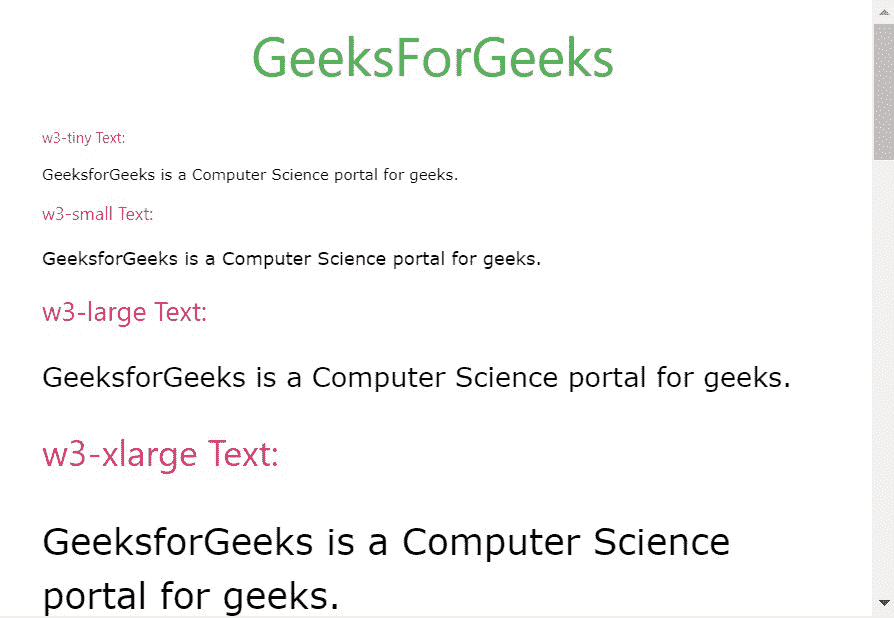 GeeksForGeeks
w3-tiny Text:
GeeksforGeeks is a Computer Science portal for geeks.
w3-small Text:
GeeksforGeeks is a Computer Science portal for geeks.
w3-large Text:
GeeksforGeeks is a Computer Science portal for geeks.
w3-xlarge Text:
GeeksforGeeks is a Computer Science
portal for geeks.